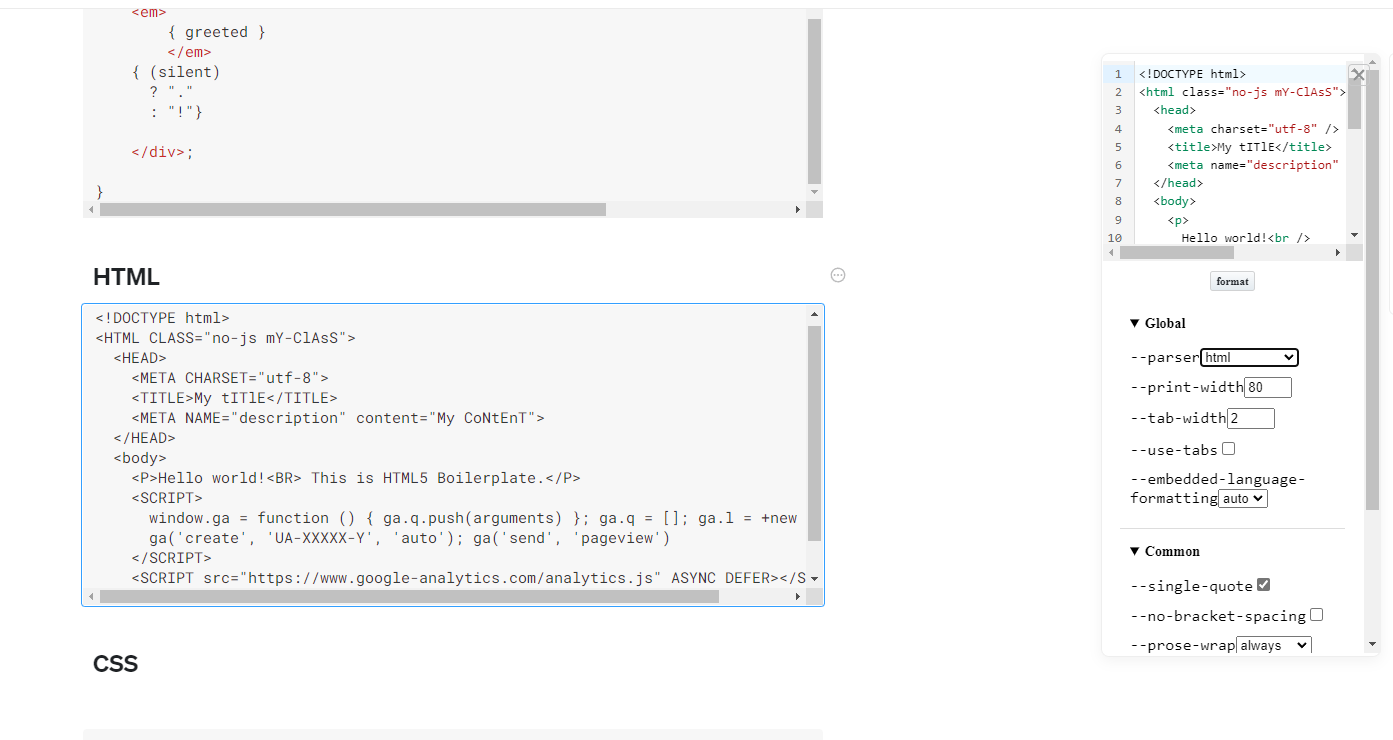 <em>
{ greeted }
</em>
{ (silent)
? "."
: "!"}
</div>;
}
HTML
<!DOCTYPE html>
<HTML CLASS="no-js mY-ClAsS">
<HEAD>
<META CHARSET="utf-8">
<TITLE>My tITlE</TITLE>
<META NAME="description" content="My CoNtEnT">
</HEAD>
<body>
<P>Hello world!<BR> This is HTML5 Boilerplate.</P>
<SCRIPT>
window.ga = function () { ga.q.push(arguments) }; ga.q = []; ga.l = +new
ga('create', 'UA-XXXXX-Y', 'auto'); ga('send', 'pageview')
</SCRIPT>
<SCRIPT src="https://www.google-analytics.com/analytics.js" ASYNC DEFER></S
CSS
1 <!DOCTYPE html>
2 <html class="no-js mY-ClAsS">
3 <head>
4 <meta charset="utf-8" />
5 <title>My tITlE</title>
6 <meta name="description"
7 </head>
8 <body>
9 <p>
10 Hello world!<br />
format
▼ Global
--parser html
--print-width 80
--tab-width 2
--use-tabs
--embedded-language-
formatting auto
▼ Common
--single-quote
--no-bracket-spacing
--prose-wrap always